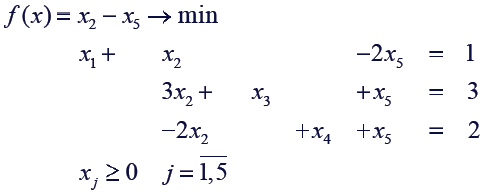 f(x) = x₂ − x₅ → min
x₁ + x₂ −2x₅ = 1
3x₂ + x₃ +x₅ = 3
−2x₂ +x₄ +x₅ = 2
xⱼ ≥ 0 j = 1,5